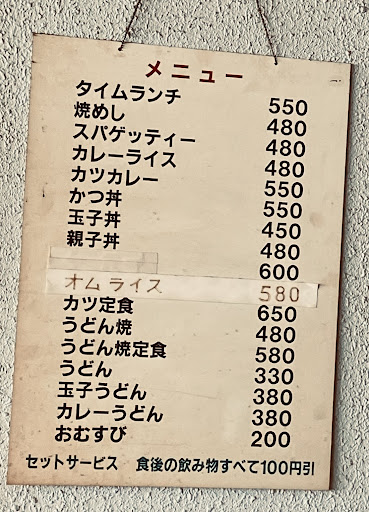 メニュー
タイムランチ 550
焼めし 480
スパゲッティー 480
カレーライス 480
カツカレー 550
かつ丼 550
玉子丼 450
親子丼 480
600
オムライス 580
カツ定食 650
うどん焼 480
うどん焼定食 580
うどん 330
玉子うどん 380
カレーうどん 380
おむすび 200
セットサービス 食後の飲み物すべて100円引